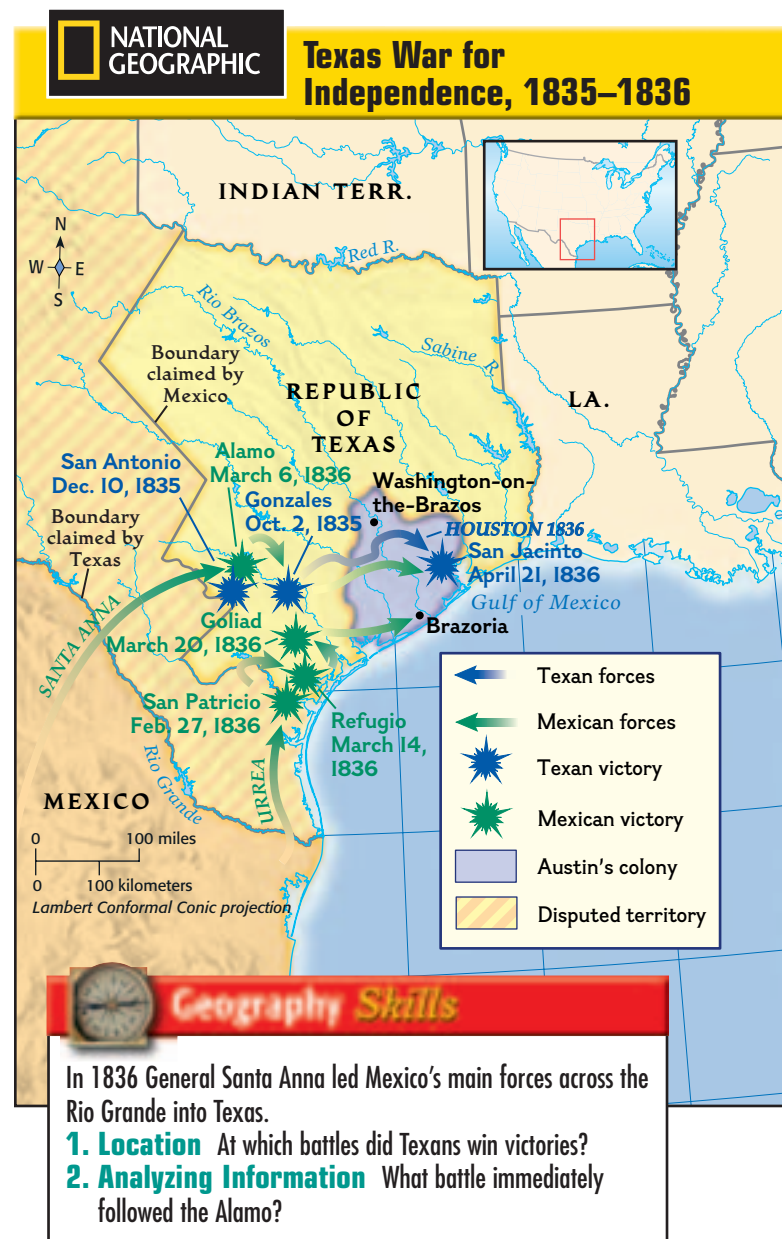 NATIONAL
GEOGRAPHIC
Texas War for
Independence, 1835–1836
INDIAN TERR.
N
W E
S
Red R.
Rio Brazos
Sabine R.
Boundary
claimed by
Mexico
REPUBLIC
OF
TEXAS
LA.
Alamo
March 6, 1836
San Antonio
Dec. 10, 1835
Gonzales
Oct. 2, 1835
Washington-on-
the-Brazos
Boundary
claimed by
Texas
HOUSTON 1836
San Jacinto
April 21, 1836
Gulf of Mexico
SANTA ANNA
Goliad
March 20, 1836
Brazoria
San Patricio
Feb. 27, 1836
Refugio
March 14,
1836
Rio Grande
URREA
MEXICO
0 100 miles
0 100 kilometers
Lambert Conformal Conic projection
Texan forces
Mexican forces
Texan victory
Mexican victory
Austin's colony
Disputed territory
Geography Skills
In 1836 General Santa Anna led Mexico's main forces across the
Rio Grande into Texas.
1. Location At which battles did Texans win victories?
2. Analyzing Information What battle immediately
followed the Alamo?